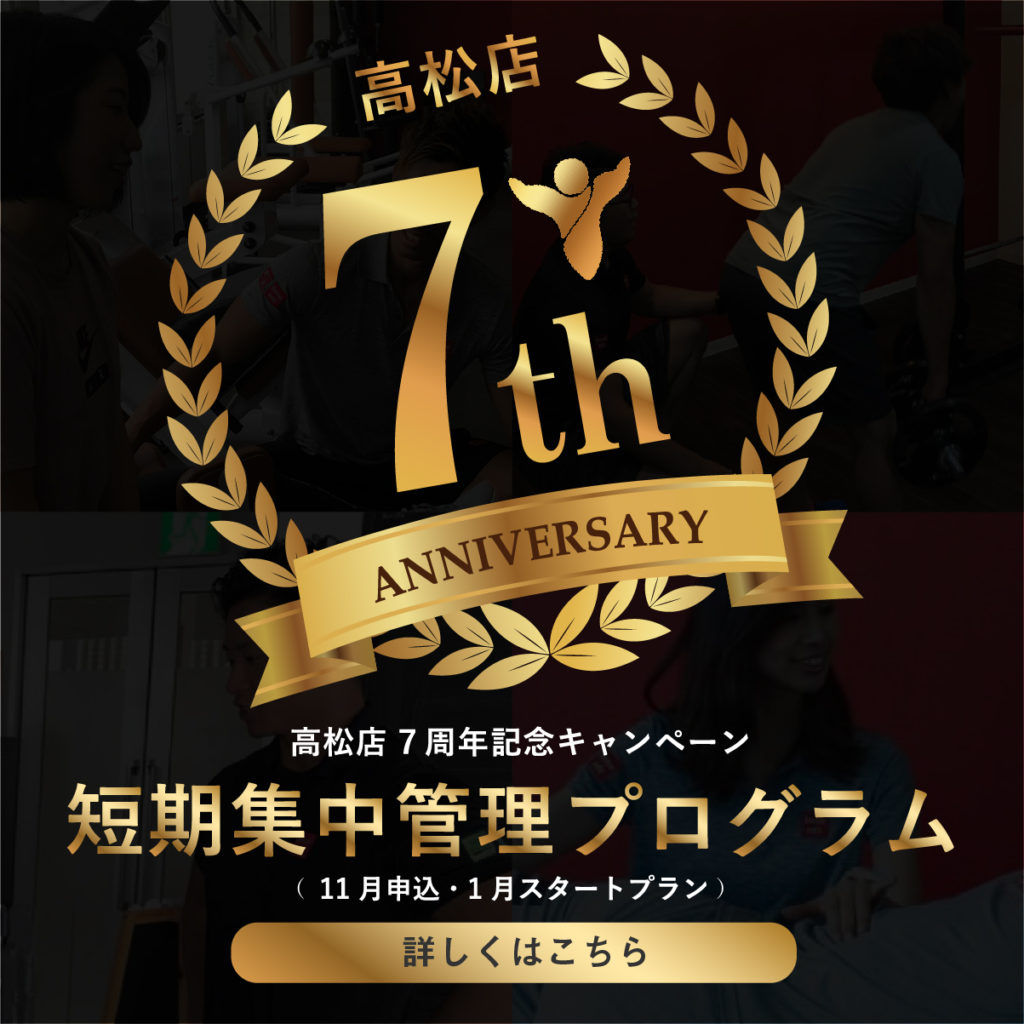 高松店
7th
ANNIVERSARY
高松店7周年記念キャンペーン
短期集中管理プログラム
（11月申込・1月スタートプラン）
詳しくはこちら